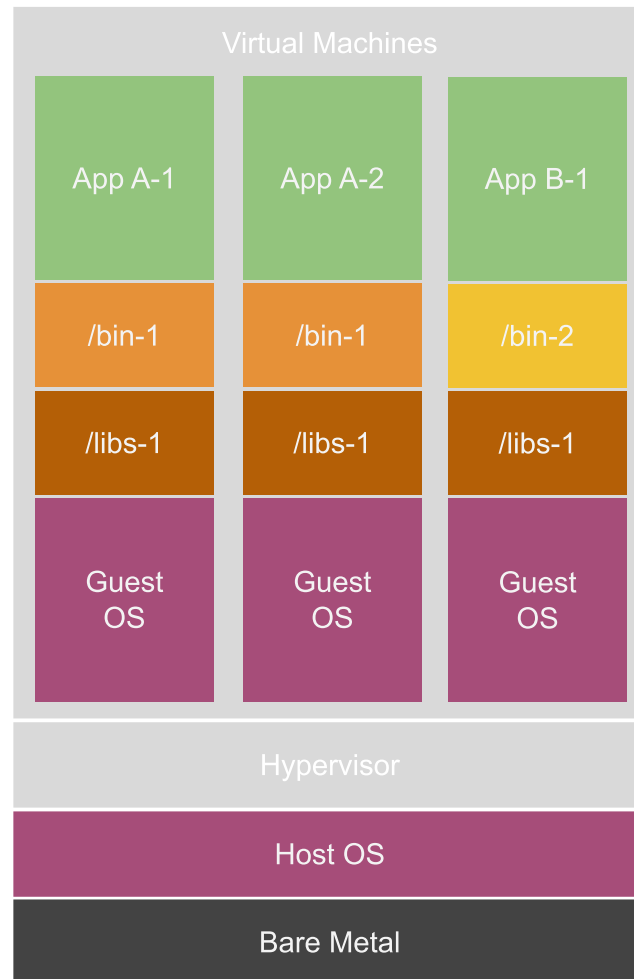 Virtual Machines
App A-1
App A-2
App B-1
/bin-1
/bin-1
/bin-2
/libs-1
/libs-1
/libs-1
Guest
OS
Guest
OS
Guest
OS
Hypervisor
Host OS
Bare Metal